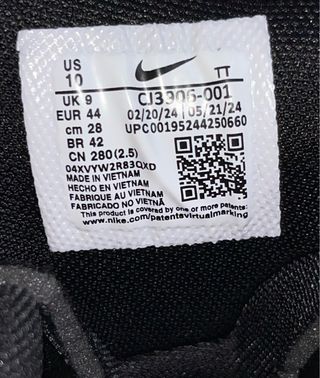 US
10
TT
UK 9
CJ3306-001
EUR 44
02/20/24 05/21/24
cm 28
UPC00195244250660
BR 42
CN 280(2.5)
04XVYW2R83QXD
MADE IN VIETNAM
HECHO EN VIETNAM
FABRIQUE AU VIETNAM
FABRICADO NO VIETNÃ
This product is covered by one or more patents:
www.nike.com/patentsvirtualmarking